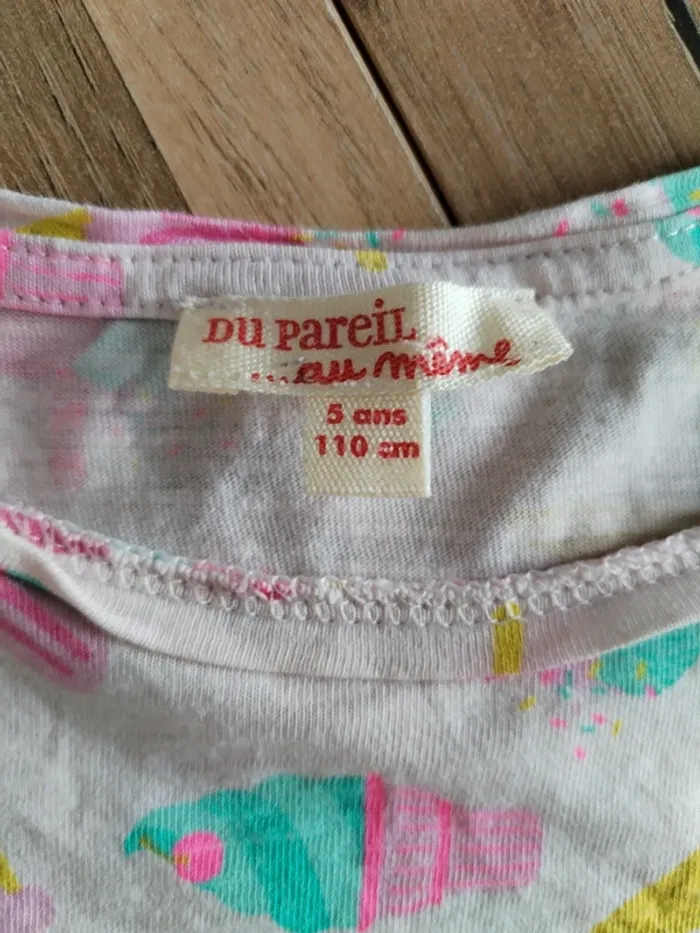 DU PAREIL
...au même
5 ans
110 cm